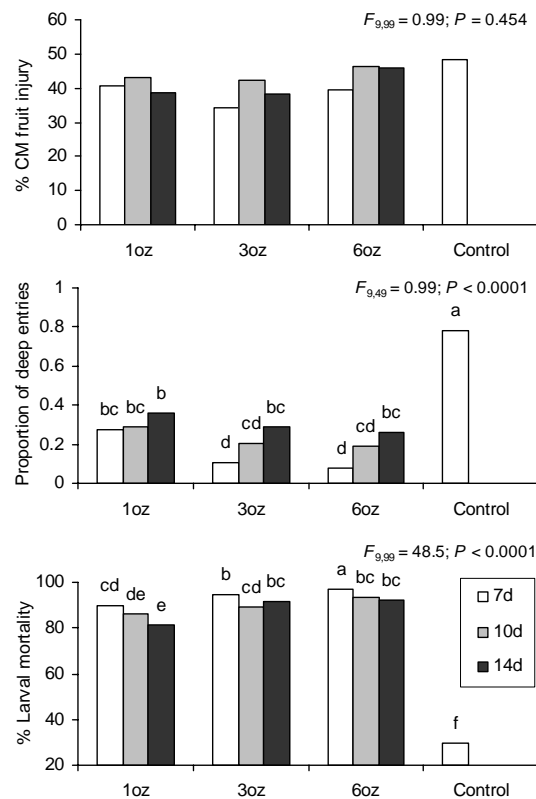 F9,99 = 0.99; P = 0.454
% CM fruit injury
60
50
40
30
20
10
0
1oz 3oz 6oz Control
F9,49 = 0.99; P < 0.0001
Proportion of deep entries
1
0.8
0.6
0.4
0.2
0
a
bc bc b
d cd bc
d cd bc
1oz 3oz 6oz Control
F9,99 = 48.5; P < 0.0001
% Larval mortality
100
80
60
40
20
cd de e
b cd bc
a bc bc
f
7d
10d
14d
1oz 3oz 6oz Control